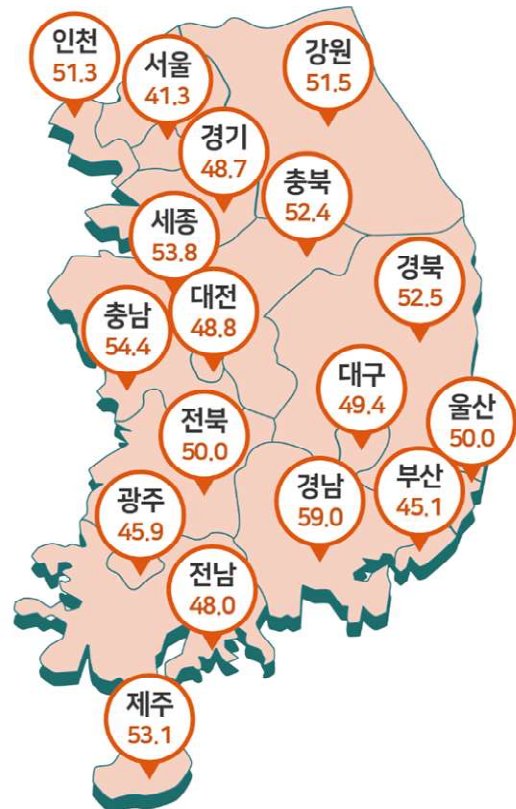 인천
51.3
서울
41.3
강원
51.5
경기
48.7
충북
52.4
세종
53.8
경북
52.5
대전
48.8
충남
54.4
대구
49.4
울산
50.0
전북
50.0
경남
59.0
부산
45.1
광주
45.9
전남
48.0
제주
53.1